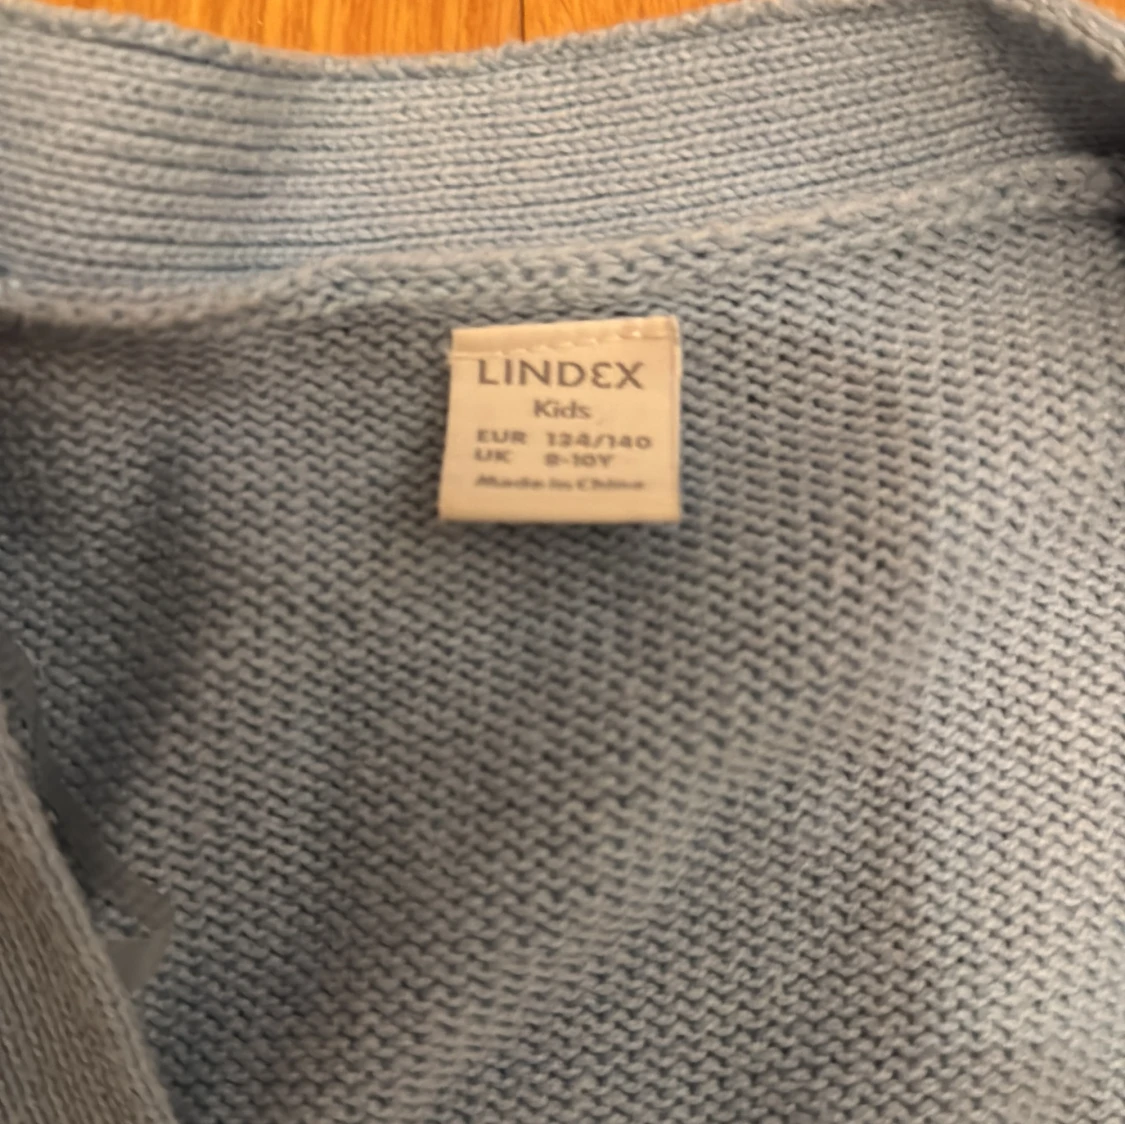 LINDEX
Kids
EUR 134/140
UK 8-10Y
Made in China